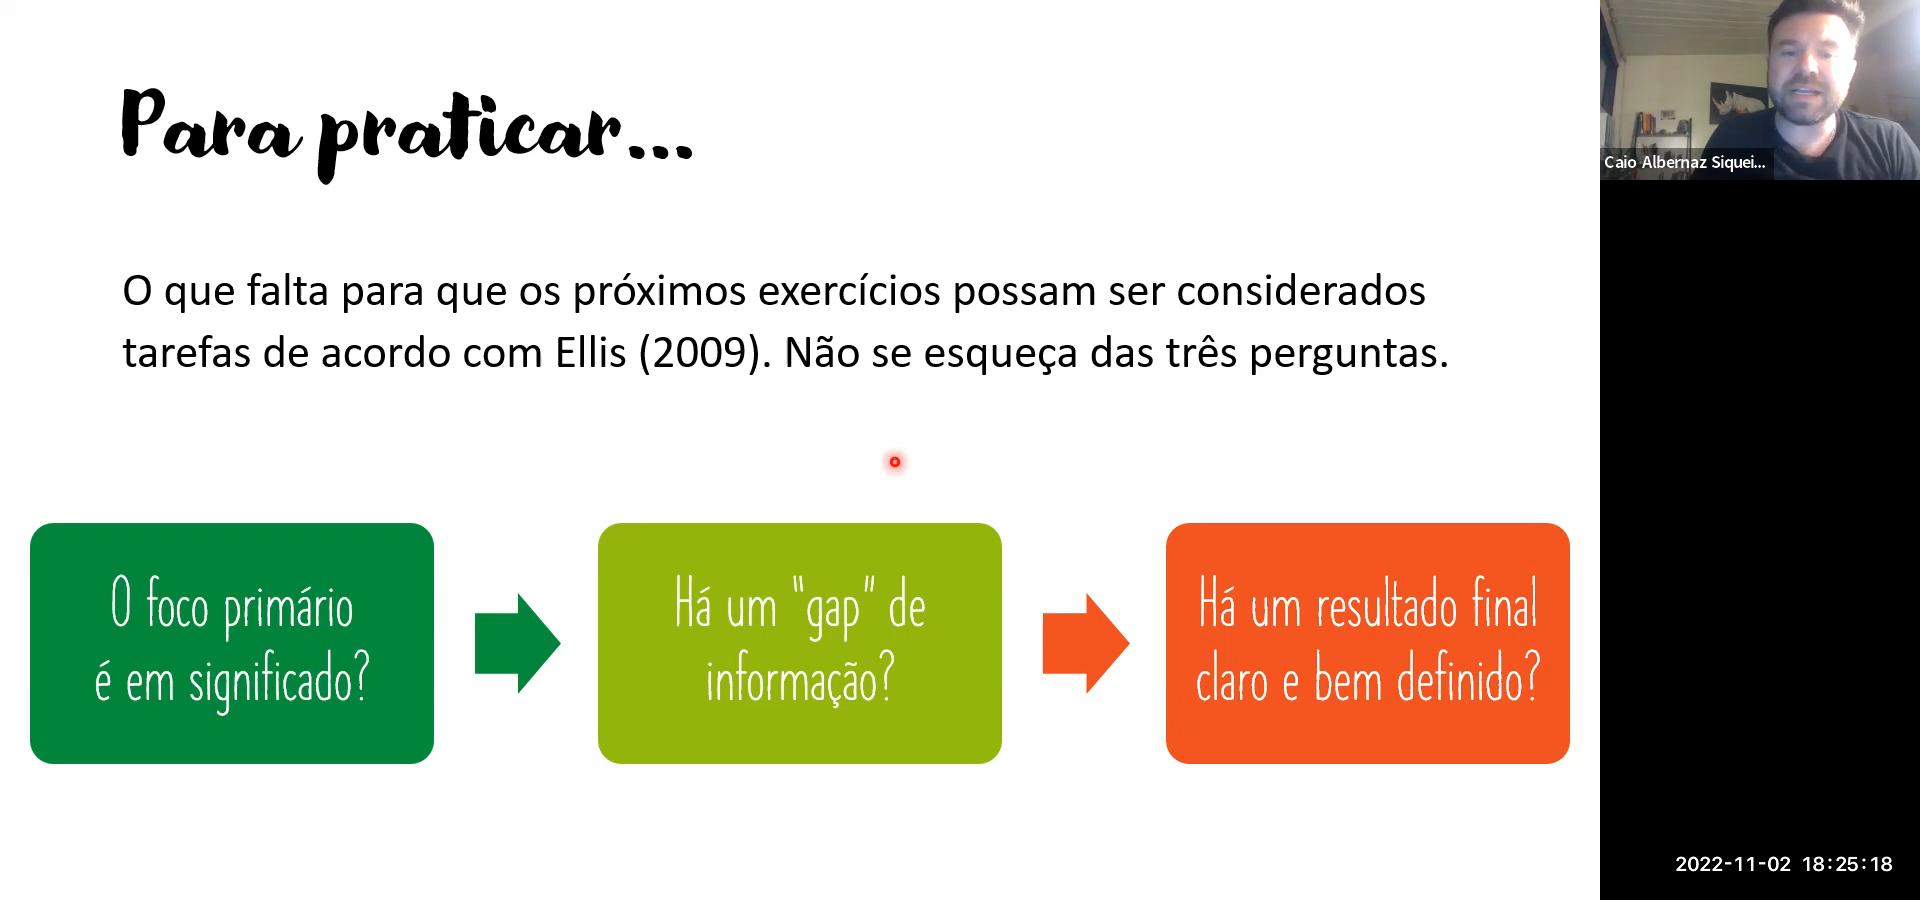 Para praticar...
O que falta para que os próximos exercícios possam ser considerados
tarefas de acordo com Ellis (2009). Não se esqueça das três perguntas.
O foco primário
é em significado?
Há um "gap" de
informação?
Há um resultado final
claro e bem definido?
Caio Albernaz Siquei...
2022-11-02 18:25:18